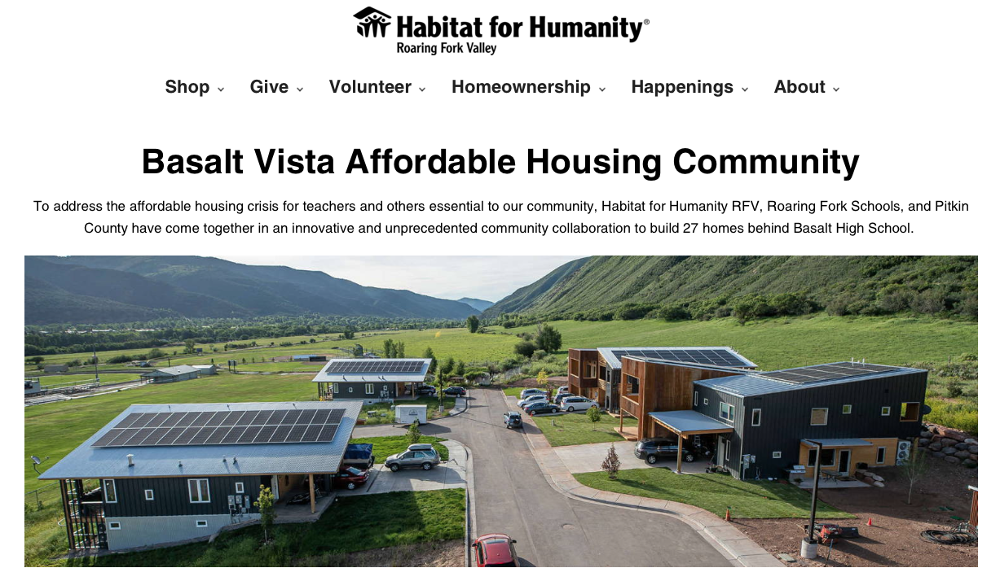 Habitat for Humanity®
Roaring Fork Valley
Shop Give Volunteer Homeownership Happenings About
Basalt Vista Affordable Housing Community
To address the affordable housing crisis for teachers and others essential to our community, Habitat for Humanity RFV, Roaring Fork Schools, and Pitkin
County have come together in an innovative and unprecedented community collaboration to build 27 homes behind Basalt High School.